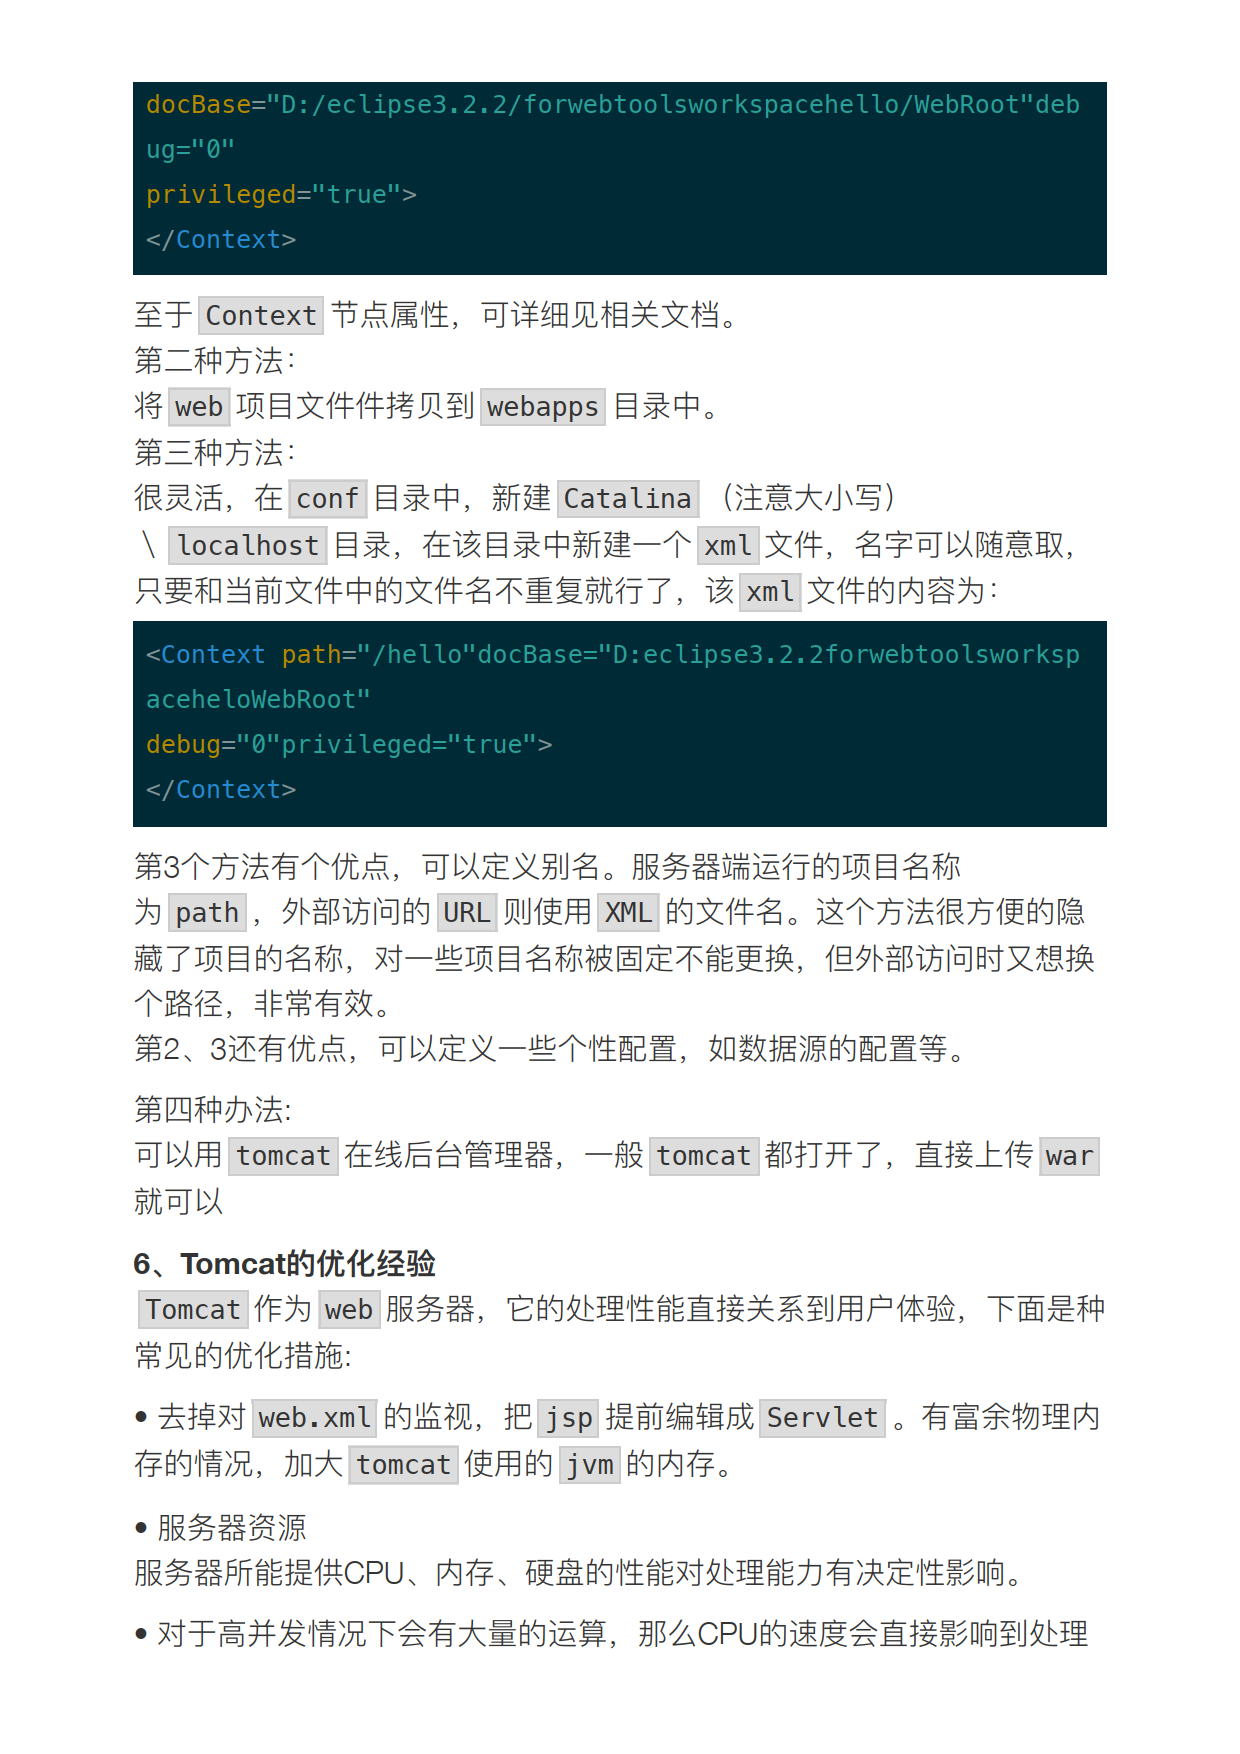 docBase="D:/eclipse3.2.2/forwebtoolsworkspacehello/WebRoot"deb
ug="0"
privileged="true">
</Context>
至于 Context 节点属性，可详细见相关文档。
第二种方法：
将 web 项目文件件拷贝到 webapps 目录中。
第三种方法：
很灵活，在 conf 目录中，新建 Catalina （注意大小写）
\ localhost 目录，在该目录中新建一个 xml 文件，名字可以随意取，
只要和当前文件中的文件名不重复就行了，该 xml 文件的内容为：
<Context path="/hello"docBase="D:eclipse3.2.2forwebtoolsworksp
aceheloWebRoot"
debug="0"privileged="true">
</Context>
第3个方法有个优点，可以定义别名。服务器端运行的项目名称
为 path ，外部访问的 URL 则使用 XML 的文件名。这个方法很方便的隐
藏了项目的名称，对一些项目名称被固定不能更换，但外部访问时又想换
个路径，非常有效。
第2、3还有优点，可以定义一些个性配置，如数据源的配置等。
第四种办法:
可以用 tomcat 在线后台管理器，一般 tomcat 都打开了，直接上传 war
就可以
6、Tomcat的优化经验
Tomcat 作为 web 服务器，它的处理性能直接关系到用户体验，下面是种
常见的优化措施:
• 去掉对 web.xml 的监视，把 jsp 提前编辑成 Servlet 。有富余物理内
存的情况，加大 tomcat 使用的 jvm 的内存。
• 服务器资源
服务器所能提供CPU、内存、硬盘的性能对处理能力有决定性影响。
• 对于高并发情况下会有大量的运算，那么CPU的速度会直接影响到处理